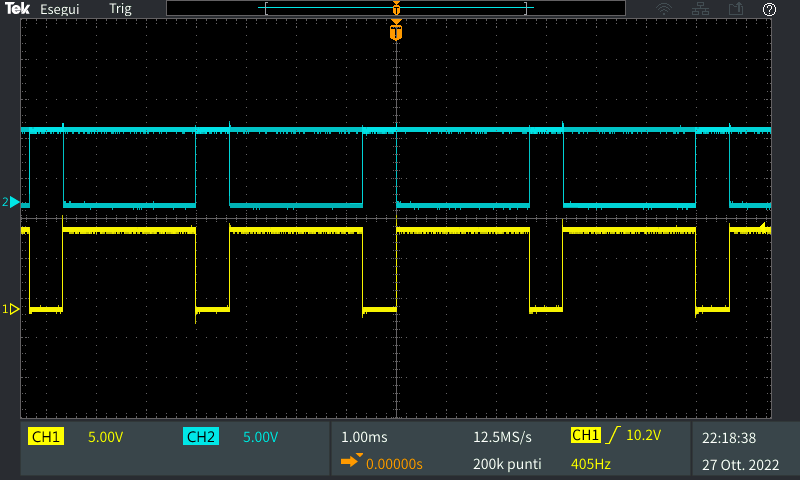 Tek Esegui Trig T ?
T
2
1
CH1 5.00V CH2 5.00V 1.00ms 12.5MS/s CH1 10.2V 22:18:38
0.00000s 200k punti 405Hz 27 Ott. 2022